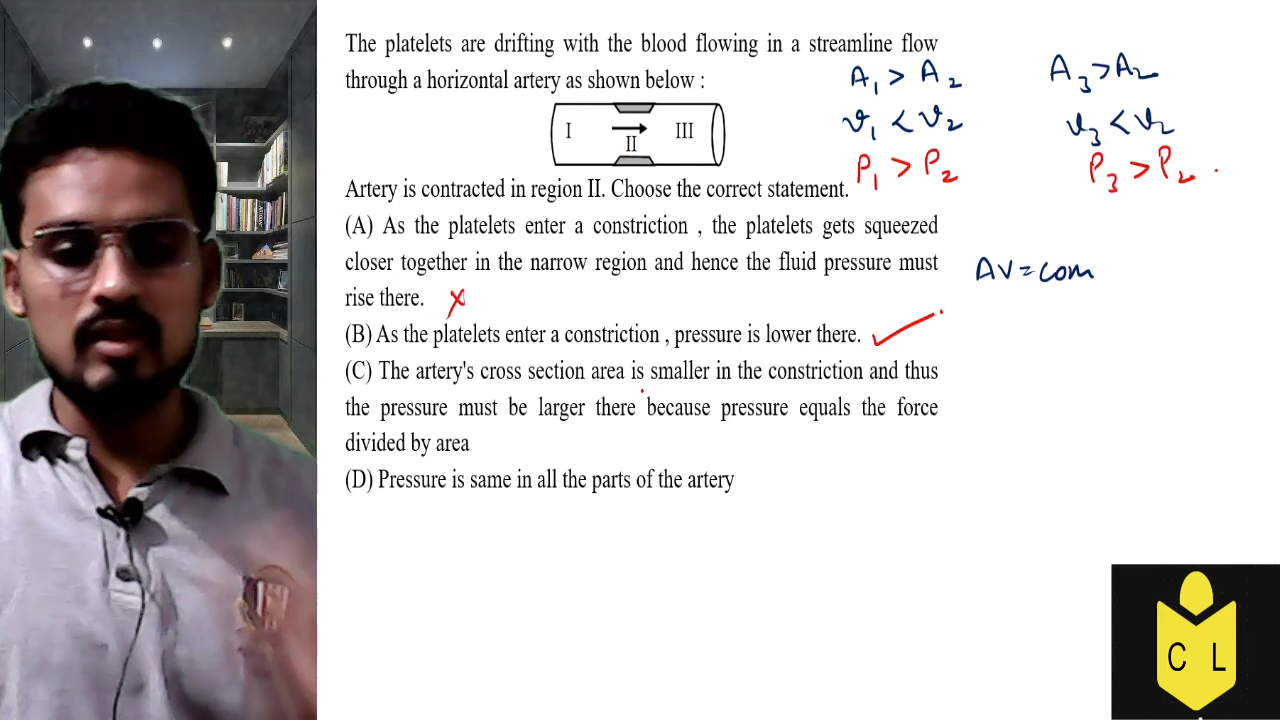 The platelets are drifting with the blood flowing in a streamline flow
through a horizontal artery as shown below :
I
II
III
Artery is contracted in region II. Choose the correct statement.
(A) As the platelets enter a constriction , the platelets gets squeezed
closer together in the narrow region and hence the fluid pressure must
rise there.
(B) As the platelets enter a constriction , pressure is lower there.
(C) The artery's cross section area is smaller in the constriction and thus
the pressure must be larger there because pressure equals the force
divided by area
(D) Pressure is same in all the parts of the artery
A₁ > A₂
v₁ < v₂
P₁ > P₂
A₃ > A₂
v₃ < v₂
P₃ > P₂
AV =
C L